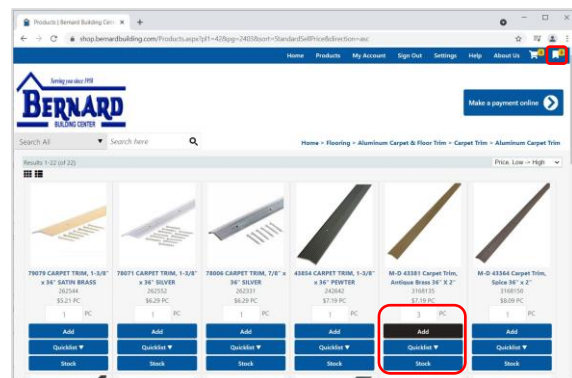 Products | Bernard Building Cen
shop.bernardbuilding.com/Products.aspx?pl1=428&pg=2405&sort=StandardSellPrice&direction=asc
Home Products My Account Sign Out Settings Help About Us
Serving you since 1958
BERNARD
BUILDING CENTER
Make a payment online
Search All Search here
Home » Flooring » Aluminum Carpet & Floor Trim » Carpet Trim » Aluminum Carpet Trim
Results 1-22 (of 22) Price, Low -> High
79079 CARPET TRIM, 1-3/8" x 36" SATIN BRASS
262544
$5.21 PC
1 PC
Add
Quicklist ▼
Stock
78071 CARPET TRIM, 1-3/8" x 36" SILVER
262552
$6.29 PC
1 PC
Add
Quicklist ▼
Stock
78006 CARPET TRIM, 7/8" x 36" SILVER
262333
$6.29 PC
1 PC
Add
Quicklist ▼
Stock
43854 CARPET TRIM, 1-3/8" x 36" PEWTER
242642
$7.19 PC
1 PC
Add
Quicklist ▼
Stock
M-D 43381 Carpet Trim, Antique Brass 36" X 2"
3168135
$7.19 PC
3 PC
Add
Quicklist ▼
Stock
M-D 43364 Carpet Trim, Spice 36" x 2"
3168150
$8.09 PC
1 PC
Add
Quicklist ▼
Stock